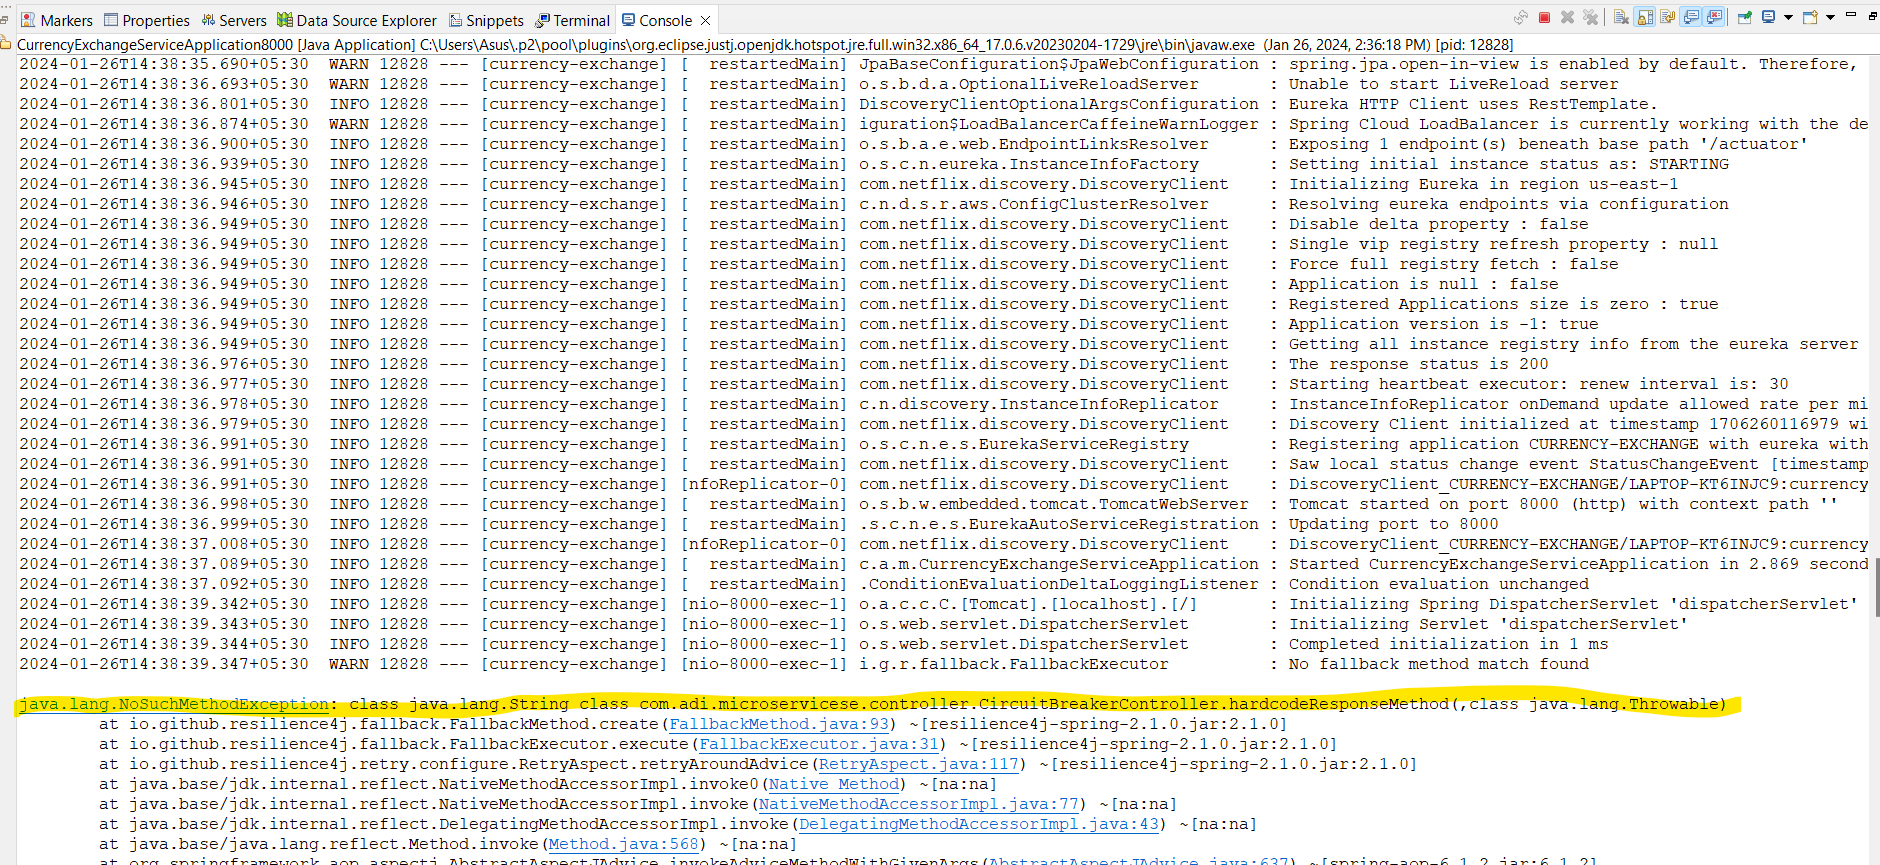 Markers Properties Servers Data Source Explorer Snippets Terminal Console
CurrencyExchangeServiceApplication8000 [Java Application] C:\Users\Asus\.p2\pool\plugins\org.eclipse.justj.openjdk.hotspot.jre.full.win32.x86_64_17.0.6.v20230204-1729\jre\bin\javaw.exe (Jan 26, 2024, 2:36:18 PM) [pid: 12828]
2024-01-26T14:38:35.690+05:30  WARN 12828 --- [currency-exchange] [  restartedMain] JpaBaseConfiguration$JpaWebConfiguration : spring.jpa.open-in-view is enabled by default. Therefore,
2024-01-26T14:38:36.693+05:30  WARN 12828 --- [currency-exchange] [  restartedMain] o.s.b.d.a.OptionalLiveReloadServer       : Unable to start LiveReload server
2024-01-26T14:38:36.801+05:30  INFO 12828 --- [currency-exchange] [  restartedMain] DiscoveryClientOptionalArgsConfiguration : Eureka HTTP Client uses RestTemplate.
2024-01-26T14:38:36.874+05:30  WARN 12828 --- [currency-exchange] [  restartedMain] iguration$LoadBalancerCaffeineWarnLogger : Spring Cloud LoadBalancer is currently working with the de
2024-01-26T14:38:36.900+05:30  INFO 12828 --- [currency-exchange] [  restartedMain] o.s.b.a.e.web.EndpointLinksResolver      : Exposing 1 endpoint(s) beneath base path '/actuator'
2024-01-26T14:38:36.939+05:30  INFO 12828 --- [currency-exchange] [  restartedMain] o.s.c.n.eureka.InstanceInfoFactory       : Setting initial instance status as: STARTING
2024-01-26T14:38:36.945+05:30  INFO 12828 --- [currency-exchange] [  restartedMain] com.netflix.discovery.DiscoveryClient    : Initializing Eureka in region us-east-1
2024-01-26T14:38:36.946+05:30  INFO 12828 --- [currency-exchange] [  restartedMain] c.n.d.s.r.aws.ConfigClusterResolver      : Resolving eureka endpoints via configuration
2024-01-26T14:38:36.949+05:30  INFO 12828 --- [currency-exchange] [  restartedMain] com.netflix.discovery.DiscoveryClient    : Disable delta property : false
2024-01-26T14:38:36.949+05:30  INFO 12828 --- [currency-exchange] [  restartedMain] com.netflix.discovery.DiscoveryClient    : Single vip registry refresh property : null
2024-01-26T14:38:36.949+05:30  INFO 12828 --- [currency-exchange] [  restartedMain] com.netflix.discovery.DiscoveryClient    : Force full registry fetch : false
2024-01-26T14:38:36.949+05:30  INFO 12828 --- [currency-exchange] [  restartedMain] com.netflix.discovery.DiscoveryClient    : Application is null : false
2024-01-26T14:38:36.949+05:30  INFO 12828 --- [currency-exchange] [  restartedMain] com.netflix.discovery.DiscoveryClient    : Registered Applications size is zero : true
2024-01-26T14:38:36.949+05:30  INFO 12828 --- [currency-exchange] [  restartedMain] com.netflix.discovery.DiscoveryClient    : Application version is -1: true
2024-01-26T14:38:36.949+05:30  INFO 12828 --- [currency-exchange] [  restartedMain] com.netflix.discovery.DiscoveryClient    : Getting all instance registry info from the eureka server
2024-01-26T14:38:36.976+05:30  INFO 12828 --- [currency-exchange] [  restartedMain] com.netflix.discovery.DiscoveryClient    : The response status is 200
2024-01-26T14:38:36.977+05:30  INFO 12828 --- [currency-exchange] [  restartedMain] com.netflix.discovery.DiscoveryClient    : Starting heartbeat executor: renew interval is: 30
2024-01-26T14:38:36.978+05:30  INFO 12828 --- [currency-exchange] [  restartedMain] c.n.discovery.InstanceInfoReplicator     : InstanceInfoReplicator onDemand update allowed rate per mi
2024-01-26T14:38:36.979+05:30  INFO 12828 --- [currency-exchange] [  restartedMain] com.netflix.discovery.DiscoveryClient    : Discovery Client initialized at timestamp 1706260116979 wi
2024-01-26T14:38:36.991+05:30  INFO 12828 --- [currency-exchange] [  restartedMain] o.s.c.n.e.s.EurekaServiceRegistry        : Registering application CURRENCY-EXCHANGE with eureka with
2024-01-26T14:38:36.991+05:30  INFO 12828 --- [currency-exchange] [  restartedMain] com.netflix.discovery.DiscoveryClient    : Saw local status change event StatusChangeEvent [timestamp
2024-01-26T14:38:36.991+05:30  INFO 12828 --- [currency-exchange] [nfoReplicator-0] com.netflix.discovery.DiscoveryClient    : DiscoveryClient_CURRENCY-EXCHANGE/LAPTOP-KT6INJC9:currency
2024-01-26T14:38:36.998+05:30  INFO 12828 --- [currency-exchange] [  restartedMain] o.s.b.w.embedded.tomcat.TomcatWebServer  : Tomcat started on port 8000 (http) with context path ''
2024-01-26T14:38:36.999+05:30  INFO 12828 --- [currency-exchange] [  restartedMain] .s.c.n.e.s.EurekaAutoServiceRegistration : Updating port to 8000
2024-01-26T14:38:37.008+05:30  INFO 12828 --- [currency-exchange] [nfoReplicator-0] com.netflix.discovery.DiscoveryClient    : DiscoveryClient_CURRENCY-EXCHANGE/LAPTOP-KT6INJC9:currency
2024-01-26T14:38:37.089+05:30  INFO 12828 --- [currency-exchange] [  restartedMain] c.a.m.CurrencyExchangeServiceApplication : Started CurrencyExchangeServiceApplication in 2.869 second
2024-01-26T14:38:37.092+05:30  INFO 12828 --- [currency-exchange] [  restartedMain] .ConditionEvaluationDeltaLoggingListener : Condition evaluation unchanged
2024-01-26T14:38:39.342+05:30  INFO 12828 --- [currency-exchange] [nio-8000-exec-1] o.a.c.c.C.[Tomcat].[localhost].[/]       : Initializing Spring DispatcherServlet 'dispatcherServlet'
2024-01-26T14:38:39.343+05:30  INFO 12828 --- [currency-exchange] [nio-8000-exec-1] o.s.web.servlet.DispatcherServlet        : Initializing Servlet 'dispatcherServlet'
2024-01-26T14:38:39.344+05:30  INFO 12828 --- [currency-exchange] [nio-8000-exec-1] o.s.web.servlet.DispatcherServlet        : Completed initialization in 1 ms
2024-01-26T14:38:39.347+05:30  WARN 12828 --- [currency-exchange] [nio-8000-exec-1] i.g.r.fallback.FallbackExecutor          : No fallback method match found
java.lang.NoSuchMethodException: class java.lang.String class com.adi.microservicese.controller.CircuitBreakerController.hardcodeResponseMethod(,class java.lang.Throwable)
at io.github.resilience4j.fallback.FallbackMethod.create(FallbackMethod.java:93) ~[resilience4j-spring-2.1.0.jar:2.1.0]
at io.github.resilience4j.fallback.FallbackExecutor.execute(FallbackExecutor.java:31) ~[resilience4j-spring-2.1.0.jar:2.1.0]
at io.github.resilience4j.retry.configure.RetryAspect.retryAroundAdvice(RetryAspect.java:117) ~[resilience4j-spring-2.1.0.jar:2.1.0]
at java.base/jdk.internal.reflect.NativeMethodAccessorImpl.invoke0(Native Method) ~[na:na]
at java.base/jdk.internal.reflect.NativeMethodAccessorImpl.invoke(NativeMethodAccessorImpl.java:77) ~[na:na]
at java.base/jdk.internal.reflect.DelegatingMethodAccessorImpl.invoke(DelegatingMethodAccessorImpl.java:43) ~[na:na]
at java.base/java.lang.reflect.Method.invoke(Method.java:568) ~[na:na]
at org.springframework.aop.aspectj.AbstractAspectJAdvice.invokeAdviceMethodWithGivenArgs(AbstractAspectJAdvice.java:637) ~[spring-aop-6.1.2.jar:6.1.2]